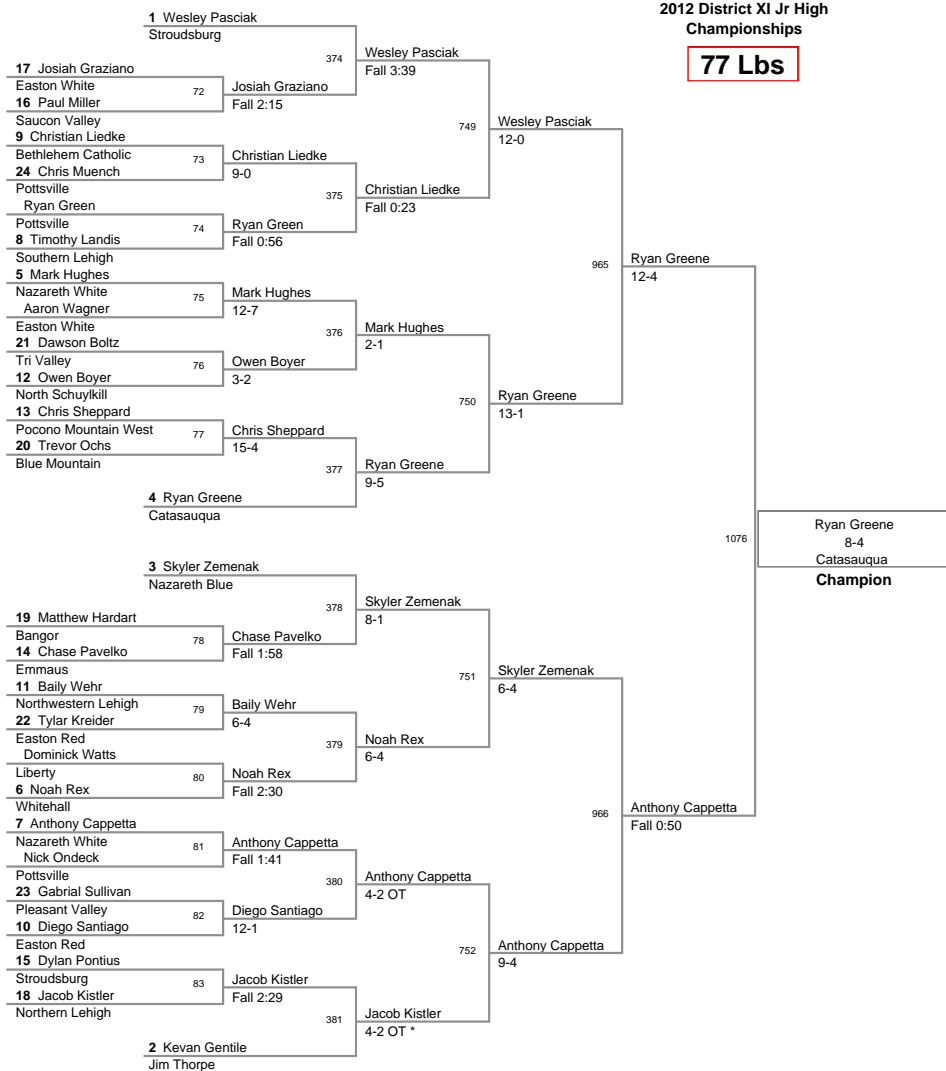 2012 District XI Jr High
Championships
77 Lbs
1 Wesley Pasciak
Stroudsburg
374
Wesley Pasciak
Fall 3:39
17 Josiah Graziano
Easton White
72
Josiah Graziano
Fall 2:15
16 Paul Miller
Saucon Valley
749
Wesley Pasciak
12-0
9 Christian Liedke
Bethlehem Catholic
73
Christian Liedke
9-0
24 Chris Muench
Pottsville
375
Christian Liedke
Fall 0:23
Ryan Green
Pottsville
74
Ryan Green
Fall 0:56
8 Timothy Landis
Southern Lehigh
965
Ryan Greene
12-4
5 Mark Hughes
Nazareth White
75
Mark Hughes
12-7
Aaron Wagner
Easton White
376
Mark Hughes
2-1
21 Dawson Boltz
Tri Valley
76
Owen Boyer
3-2
12 Owen Boyer
North Schuylkill
750
Ryan Greene
13-1
13 Chris Sheppard
Pocono Mountain West
77
Chris Sheppard
15-4
20 Trevor Ochs
Blue Mountain
377
Ryan Greene
9-5
4 Ryan Greene
Catasauqua
1076
Ryan Greene
8-4
Catasauqua
Champion
3 Skyler Zemenak
Nazareth Blue
378
Skyler Zemenak
8-1
19 Matthew Hardart
Bangor
78
Chase Pavelko
Fall 1:58
14 Chase Pavelko
Emmaus
751
Skyler Zemenak
6-4
11 Baily Wehr
Northwestern Lehigh
79
Baily Wehr
6-4
22 Tylar Kreider
Easton Red
379
Noah Rex
6-4
Dominick Watts
Liberty
80
Noah Rex
Fall 2:30
6 Noah Rex
Whitehall
966
Anthony Cappetta
Fall 0:50
7 Anthony Cappetta
Nazareth White
81
Anthony Cappetta
Fall 1:41
Nick Ondeck
Pottsville
380
Anthony Cappetta
4-2 OT
23 Gabrial Sullivan
Pleasant Valley
82
Diego Santiago
12-1
10 Diego Santiago
Easton Red
752
Anthony Cappetta
9-4
15 Dylan Pontius
Stroudsburg
83
Jacob Kistler
Fall 2:29
18 Jacob Kistler
Northern Lehigh
381
Jacob Kistler
4-2 OT *
2 Kevan Gentile
Jim Thorpe